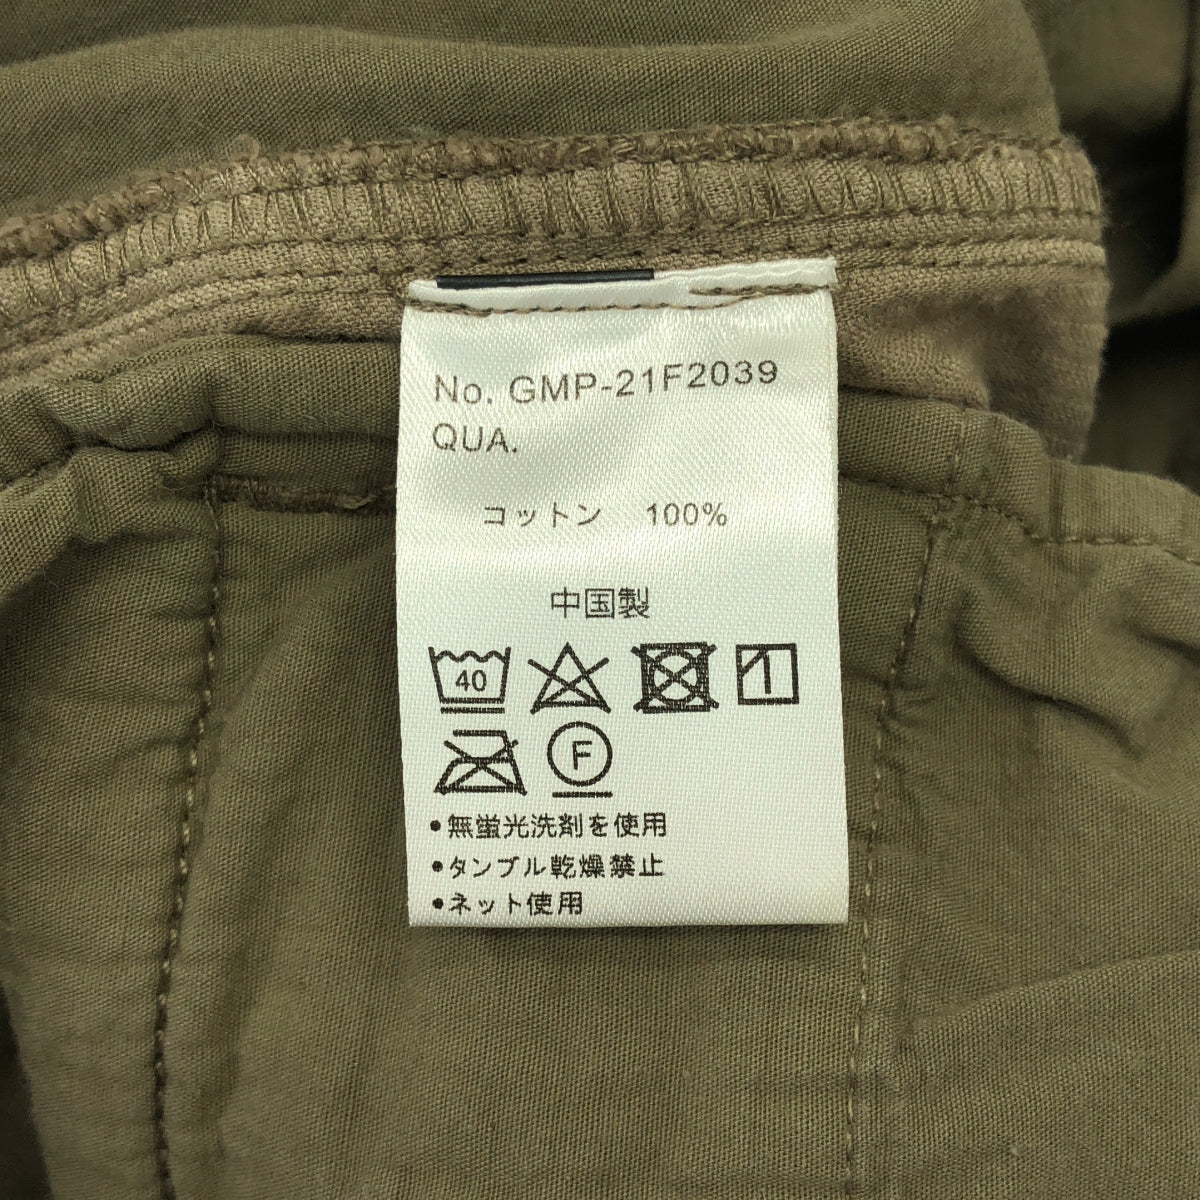 No. GMP-21F2039
QUA.
コットン 100%
中国製
40
F
•無蛍光洗剤を使用
•タンブル乾燥禁止
•ネット使用